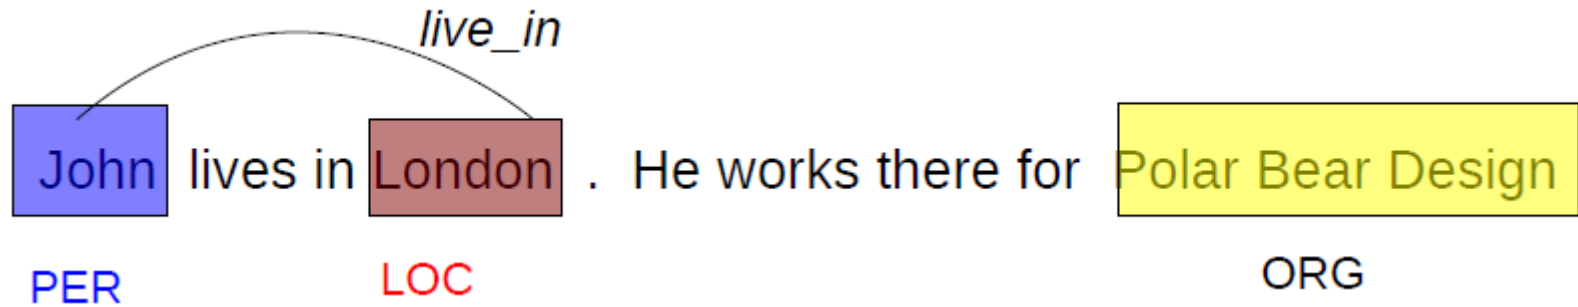 live_in
John lives in London . He works there for Polar Bear Design
PER LOC ORG